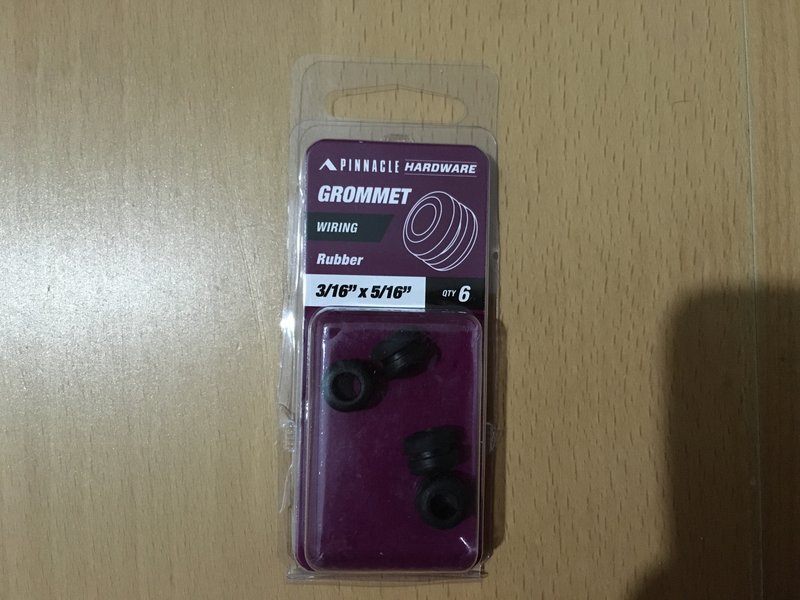 PINNACLE HARDWARE
GROMMET
WIRING
Rubber
3/16” x 5/16” QTY 6